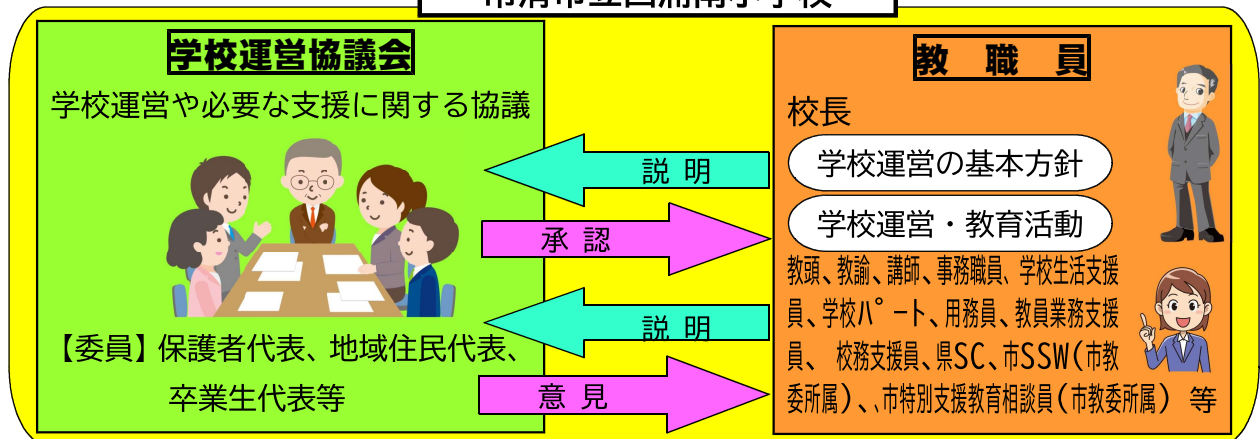 学校運営協議会
学校運営や必要な支援に関する協議
【委員】保護者代表、地域住民代表、
卒業生代表等
説 明
承 認
説 明
意 見
教 職 員
校長
学校運営の基本方針
学校運営・教育活動
教頭、教諭、講師、事務職員、学校生活支援
員、学校パート、用務員、教員業務支援
員、 校務支援員、県SC、市SSW(市教
委所属)、、市特別支援教育相談員(市教委所属) 等